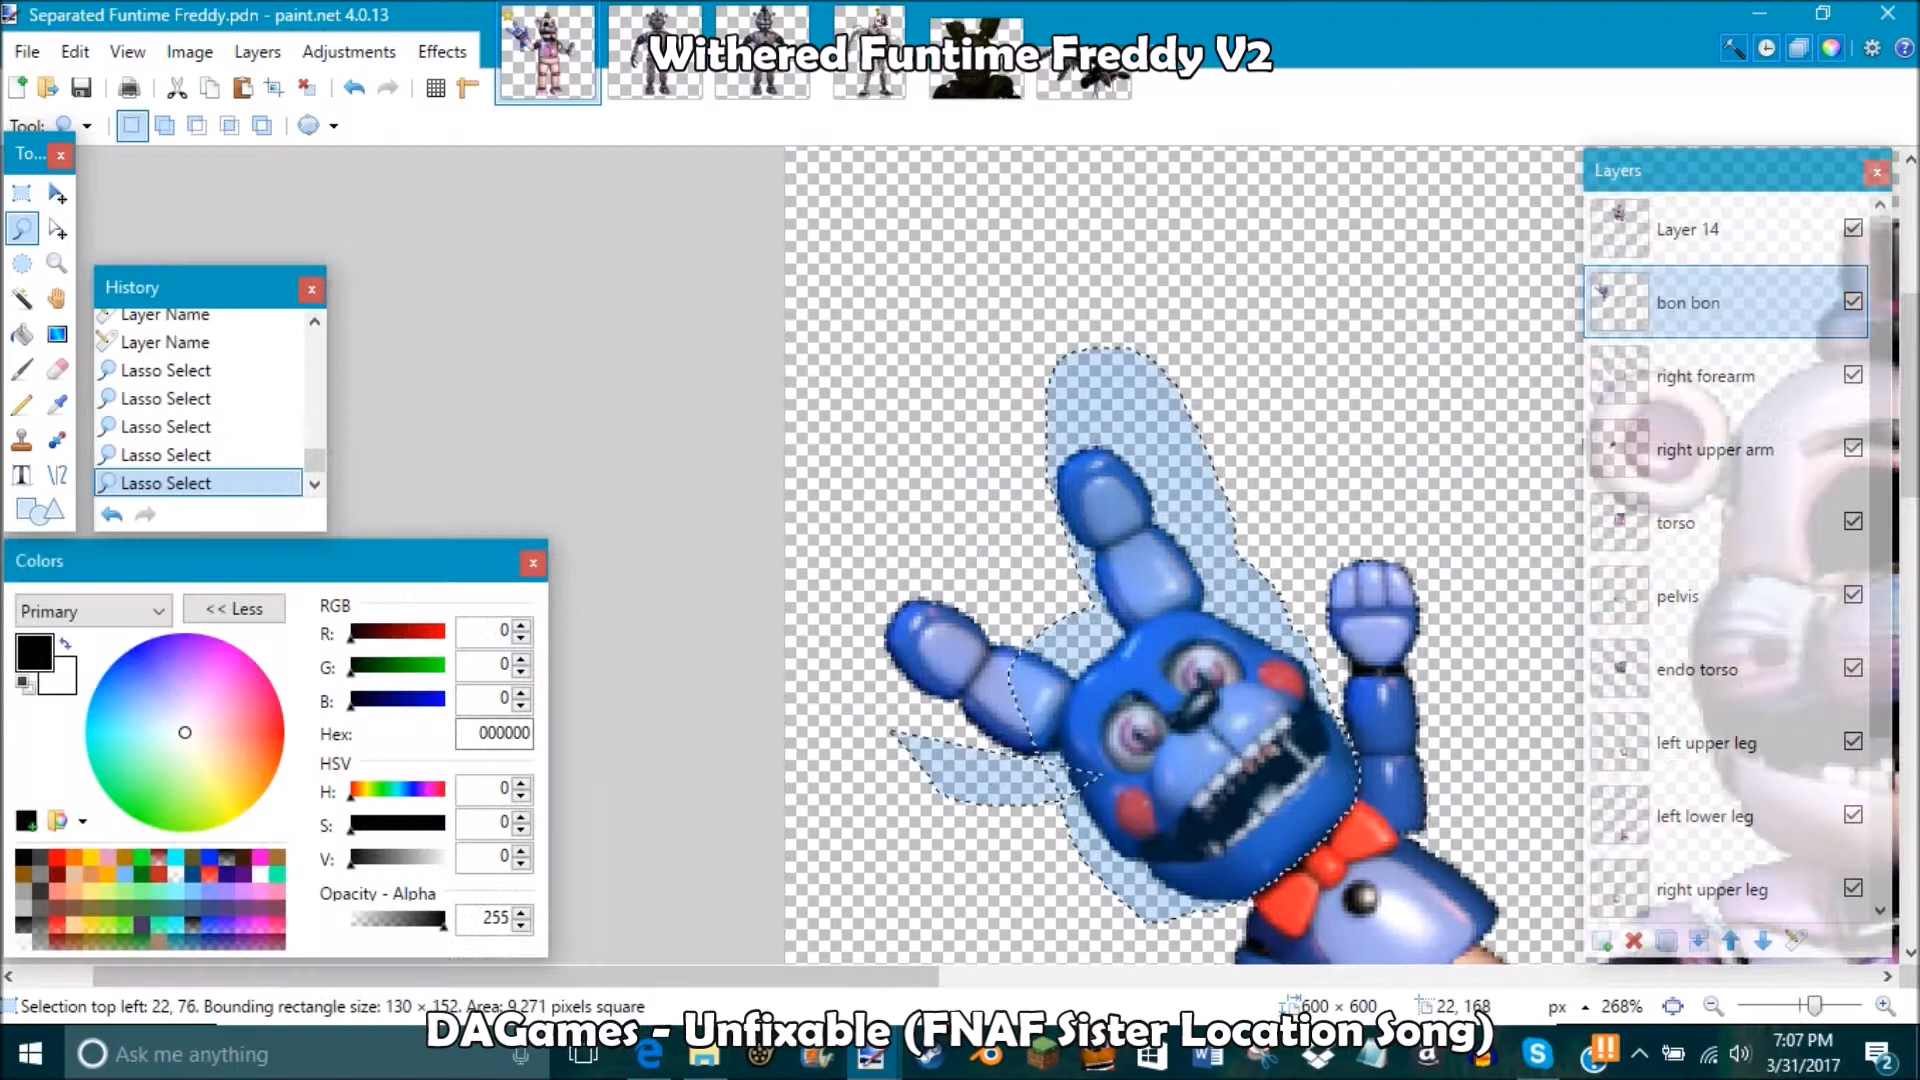 Separated Funtime Freddy.pdn - paint.net 4.0.13
File Edit View Image Layers Adjustments Effects
Withered Funtime Freddy V2
Tool:
To...
History
Layer Name
Layer Name
Lasso Select
Lasso Select
Lasso Select
Lasso Select
Lasso Select
Colors
Primary
<< Less
RGB
R: 0
G: 0
B: 0
Hex: 000000
HSV
H: 0
S: 0
V: 0
Opacity - Alpha
255
Layers
Layer 14
bon bon
right forearm
right upper arm
torso
pelvis
endo torso
left upper leg
left lower leg
right upper leg
Selection top left: 22, 76. Bounding rectangle size: 130 × 152. Area: 9,271 pixels square
600 × 600
22, 168
px
268%
DAGames - Unfixable (FNAF Sister Location Song)
Ask me anything
7:07 PM
3/31/2017
2